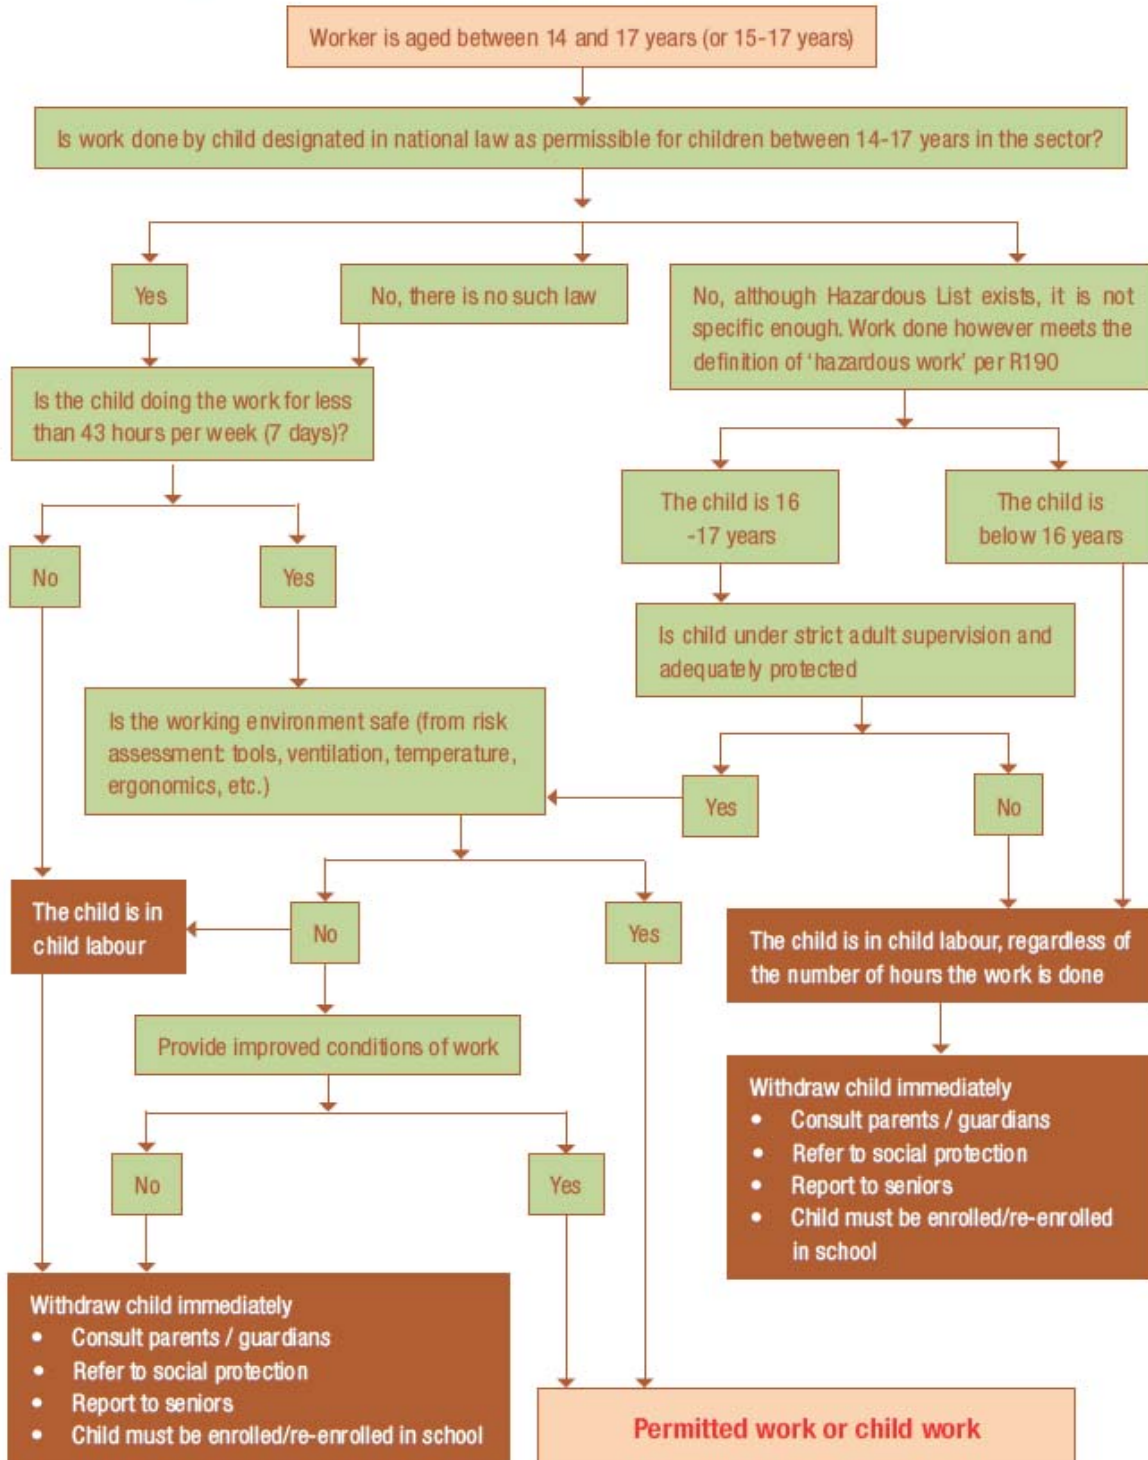 Worker is aged between 14 and 17 years (or 15-17 years)
Is work done by child designated in national law as permissible for children between 14-17 years in the sector?
Yes
No, there is no such law
No, although Hazardous List exists, it is not
specific enough. Work done however meets the
definition of ‘hazardous work’ per R190
Is the child doing the work for less
than 43 hours per week (7 days)?
The child is 16
-17 years
The child is
below 16 years
No
Yes
Is child under strict adult supervision and
adequately protected
Is the working environment safe (from risk
assessment: tools, ventilation, temperature,
ergonomics, etc.)
Yes
No
The child is in
child labour
No
Yes
The child is in child labour, regardless of
the number of hours the work is done
Provide improved conditions of work
Withdraw child immediately
• Consult parents / guardians
• Refer to social protection
• Report to seniors
• Child must be enrolled/re-enrolled
in school
No
Yes
Withdraw child immediately
• Consult parents / guardians
• Refer to social protection
• Report to seniors
• Child must be enrolled/re-enrolled in school
Permitted work or child work